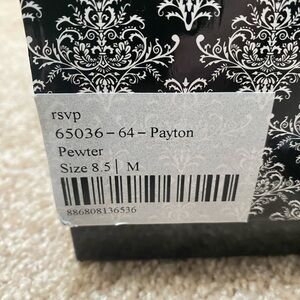 rsvp
65036-64-Payton
Pewter
Size 8.5| M
886808136536